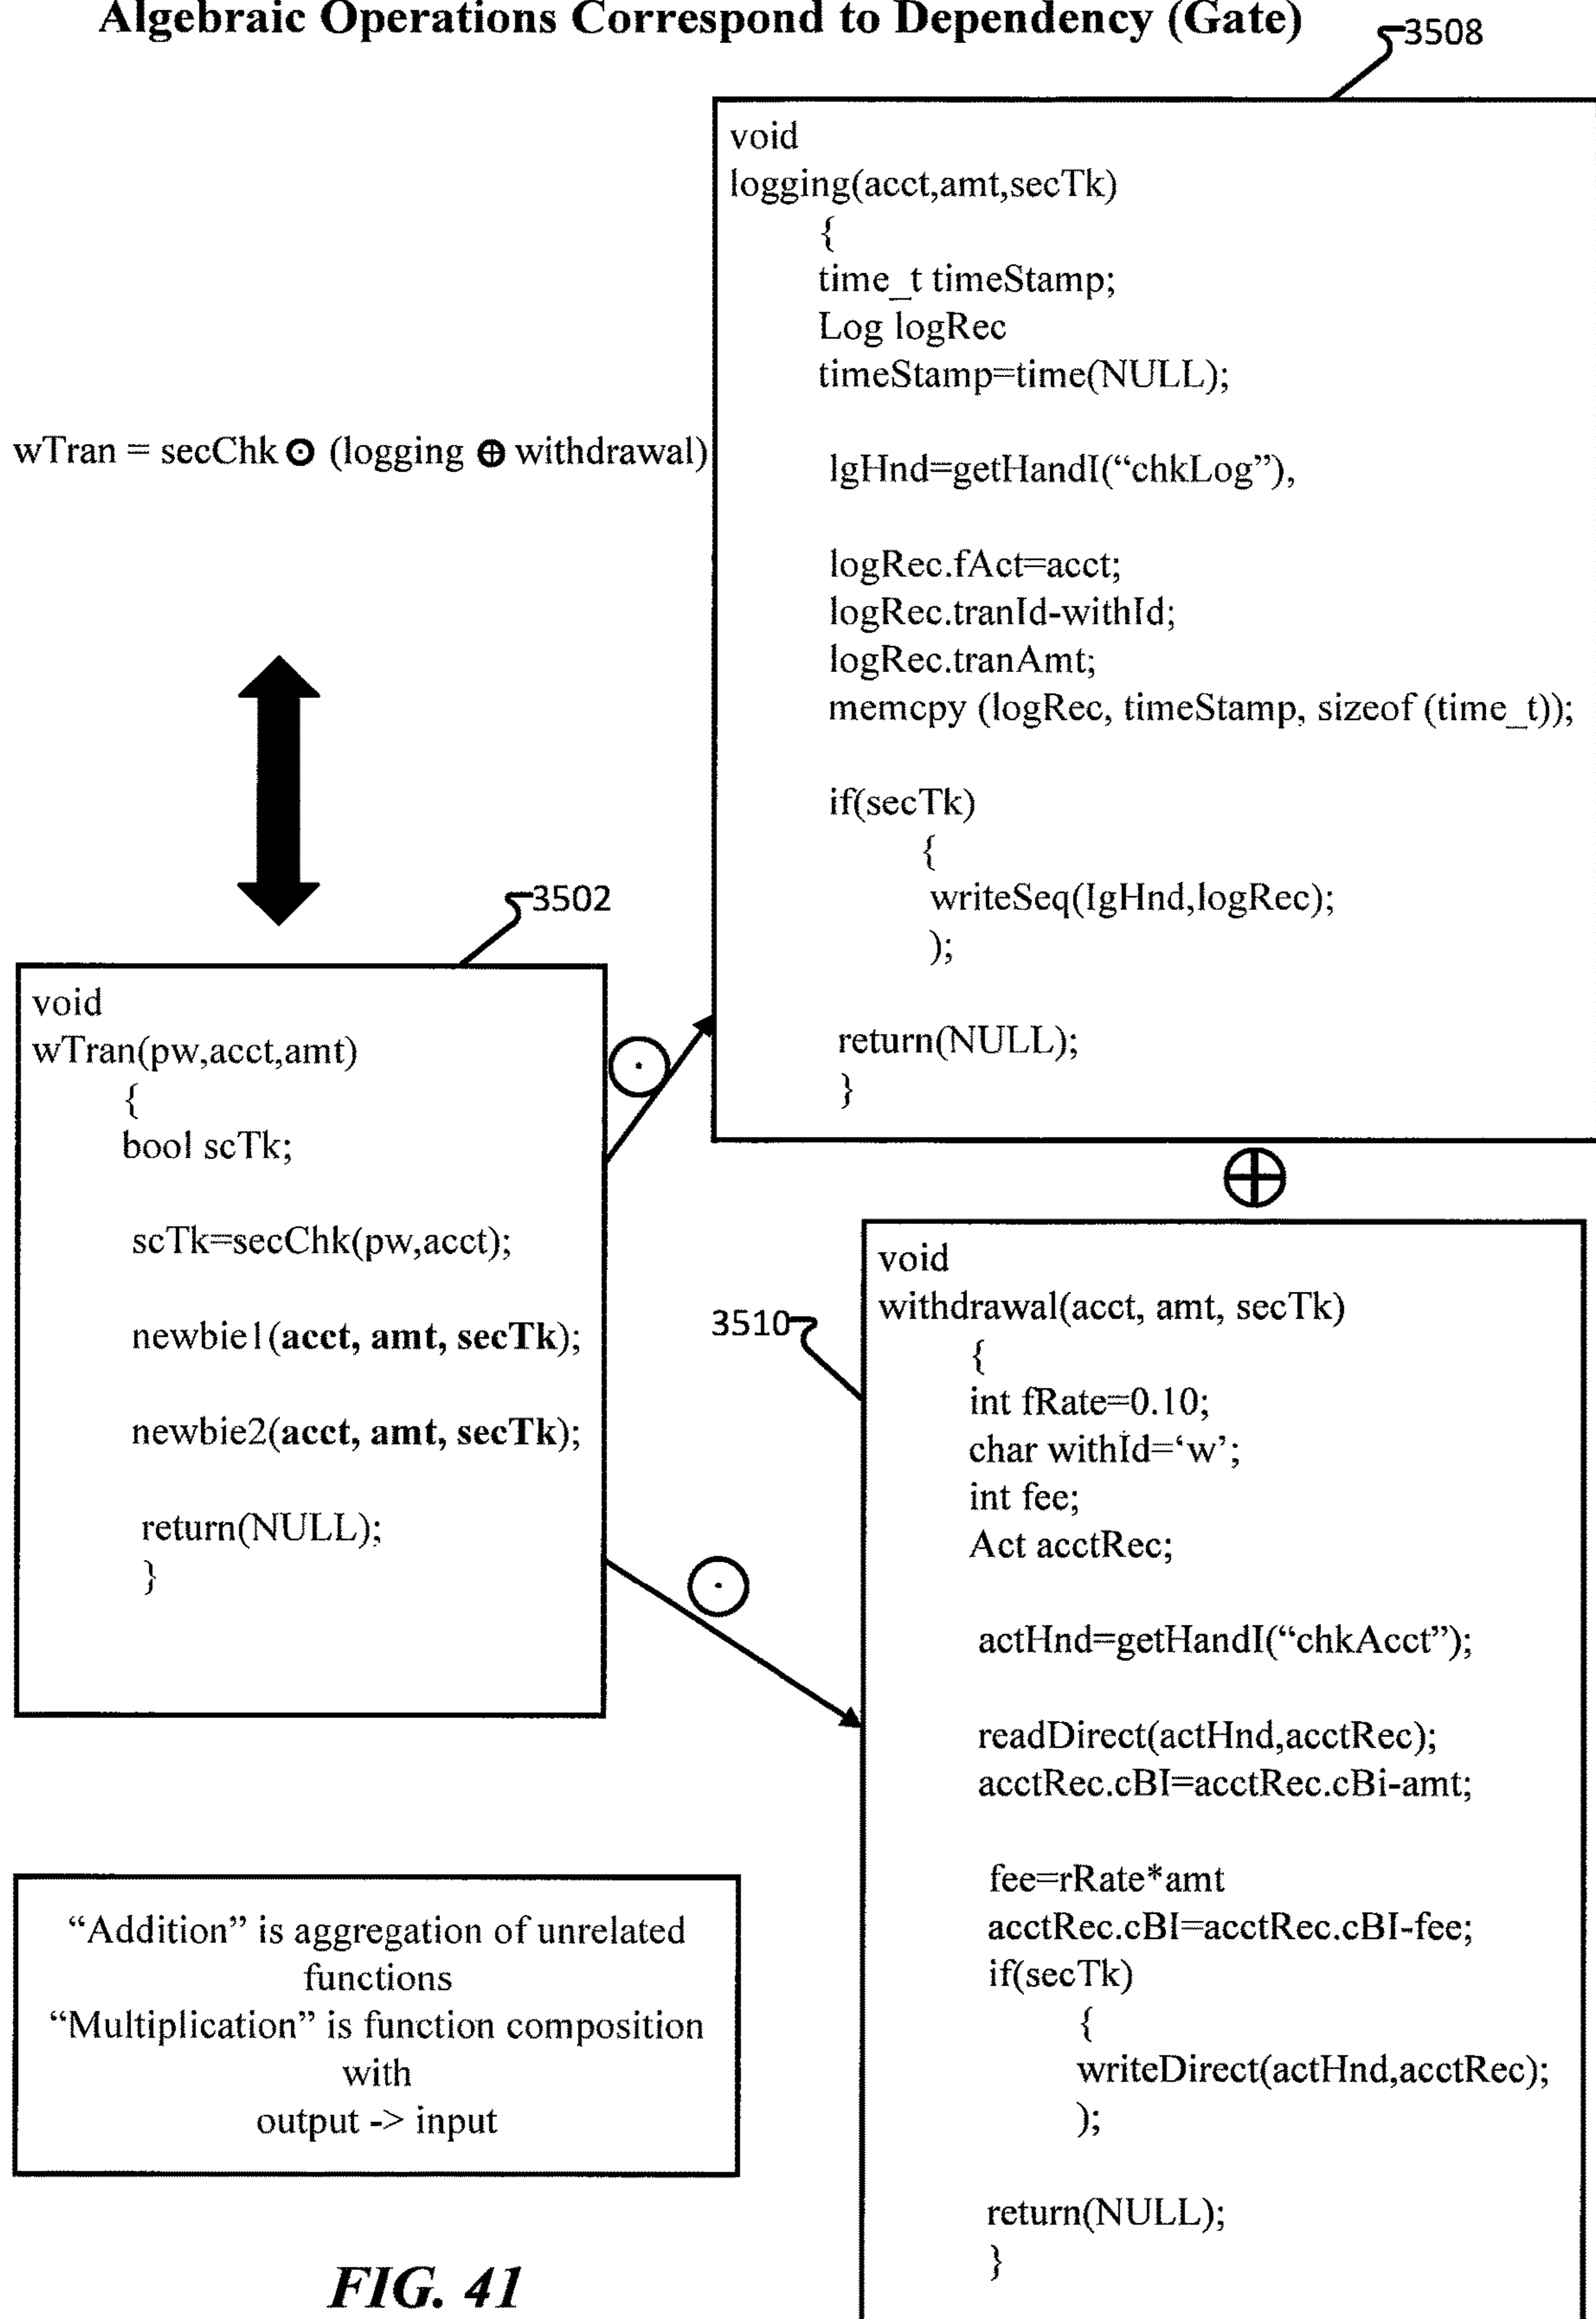 Algebraic Operations Correspond to Dependency (Gate)
3508
void
logging(acct,amt,secTk)
{
time_t timeStamp;
Log logRec
timeStamp=time(NULL);
lgHnd=getHandI(“chkLog”),
logRec.fAct=acct;
logRec.tranId-withId;
logRec.tranAmt;
memcpy (logRec, timeStamp, sizeof (time_t));
if(secTk)
{
writeSeq(IgHnd,logRec);
);
return(NULL);
}
wTran = secChk ⊙ (logging ⊕ withdrawal)
3502
void
wTran(pw,acct,amt)
{
bool scTk;
scTk=secChk(pw,acct);
newbie1(acct, amt, secTk);
newbie2(acct, amt, secTk);
return(NULL);
}
⊙
⊕
⊙
3510
void
withdrawal(acct, amt, secTk)
{
int fRate=0.10;
char withId=‘w’;
int fee;
Act acctRec;
actHnd=getHandI(“chkAcct”);
readDirect(actHnd,acctRec);
acctRec.cBI=acctRec.cBi-amt;
fee=rRate*amt
acctRec.cBI=acctRec.cBI-fee;
if(secTk)
{
writeDirect(actHnd,acctRec);
);
return(NULL);
}
“Addition” is aggregation of unrelated
functions
“Multiplication” is function composition
with
output -> input
FIG. 41